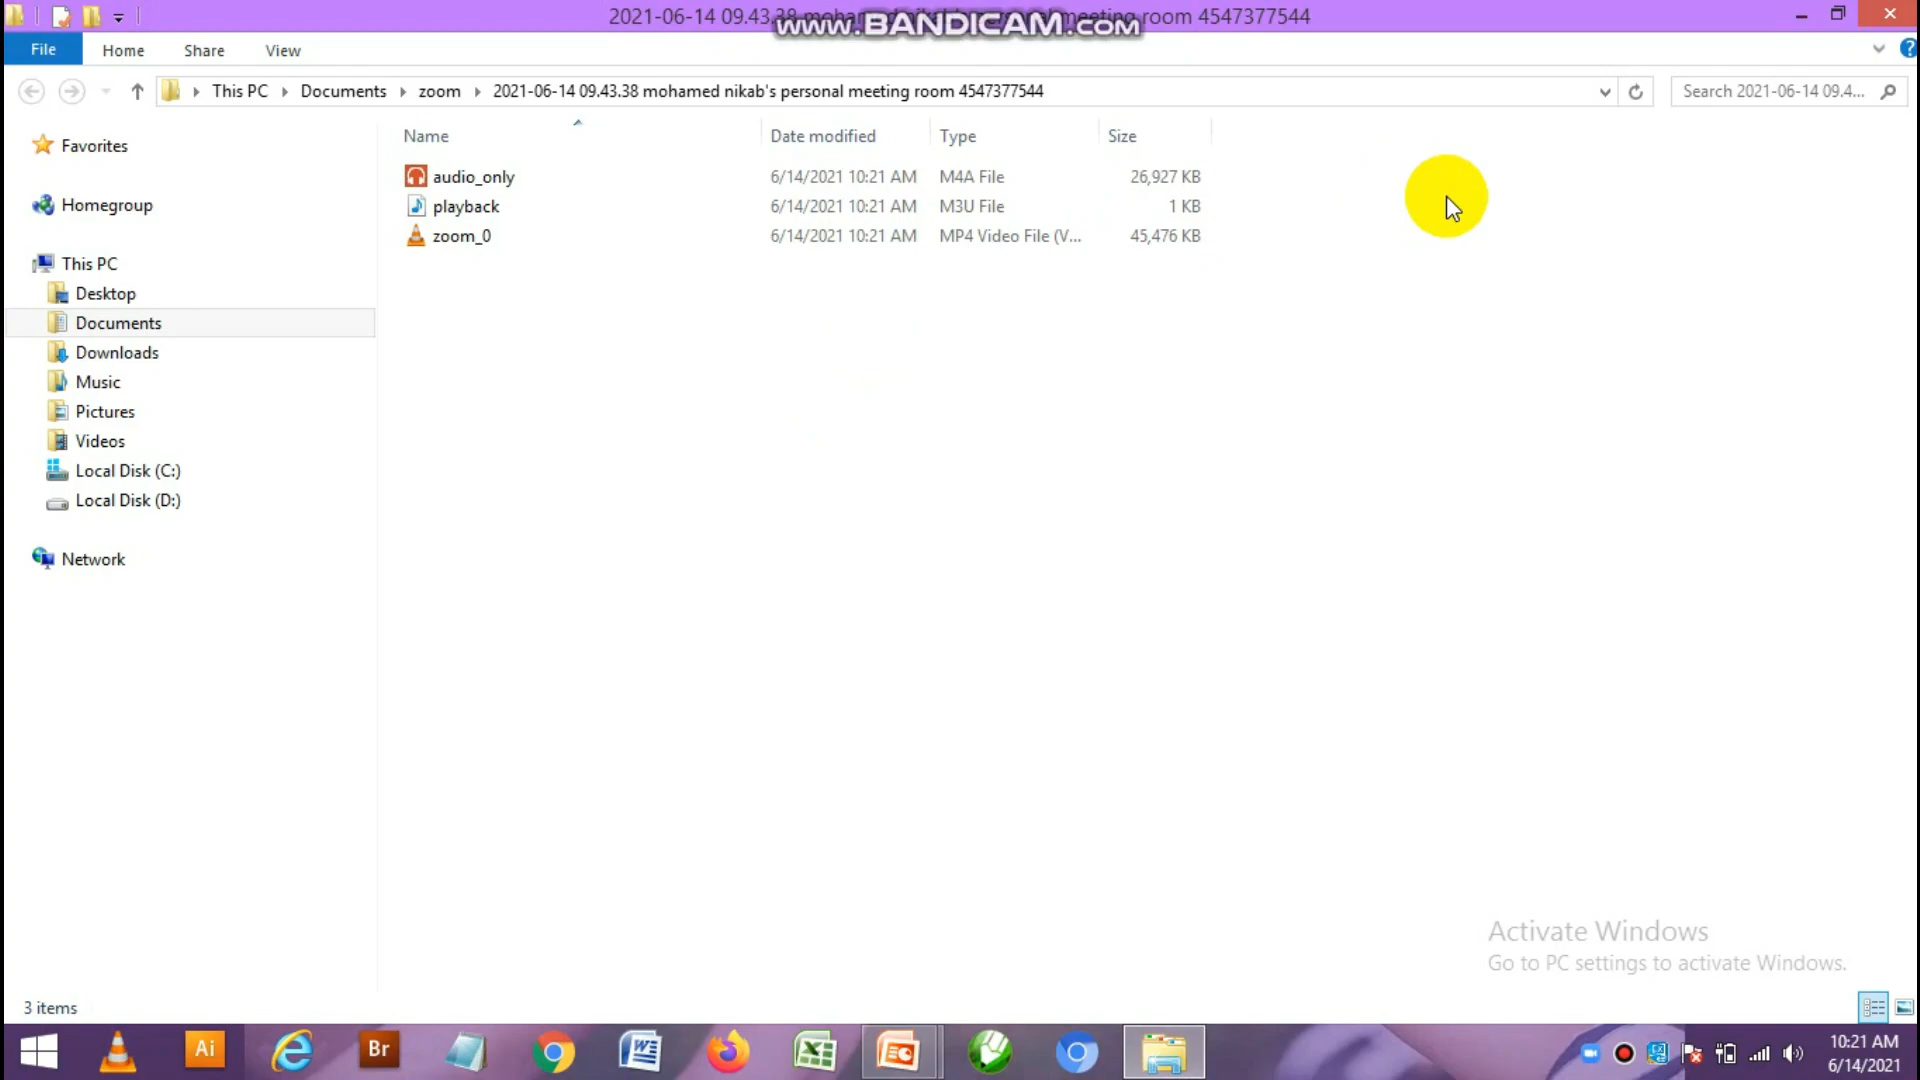 2021-06-14 09.43.38 mohamed nikab's personal meeting room 4547377544
www.BANDICAM.com
File Home Share View
This PC Documents zoom 2021-06-14 09.43.38 mohamed nikab's personal meeting room 4547377544
Search 2021-06-14 09.4...
Name Date modified Type Size
audio_only 6/14/2021 10:21 AM M4A File 26,927 KB
playback 6/14/2021 10:21 AM M3U File 1 KB
zoom_0 6/14/2021 10:21 AM MP4 Video File (V... 45,476 KB
Favorites
Homegroup
This PC
Desktop
Documents
Downloads
Music
Pictures
Videos
Local Disk (C:)
Local Disk (D:)
Network
Activate Windows
Go to PC settings to activate Windows.
3 items
Ai
Br
10:21 AM
6/14/2021